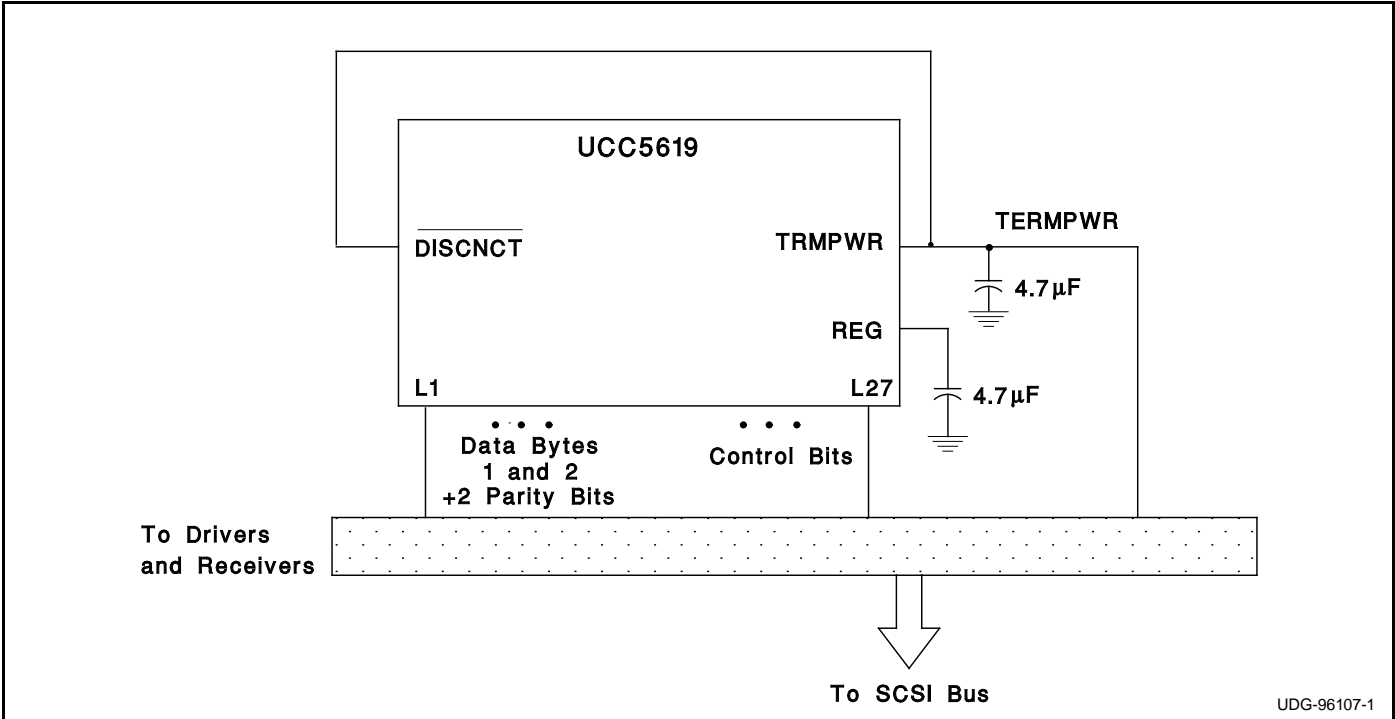 UCC5619
TERMPWR
DISCNCT
TRMPWR
4.7µF
REG
L1
L27
4.7µF
Data Bytes
1 and 2
+2 Parity Bits
Control Bits
To Drivers
and Receivers
To SCSI Bus
UDG-96107-1